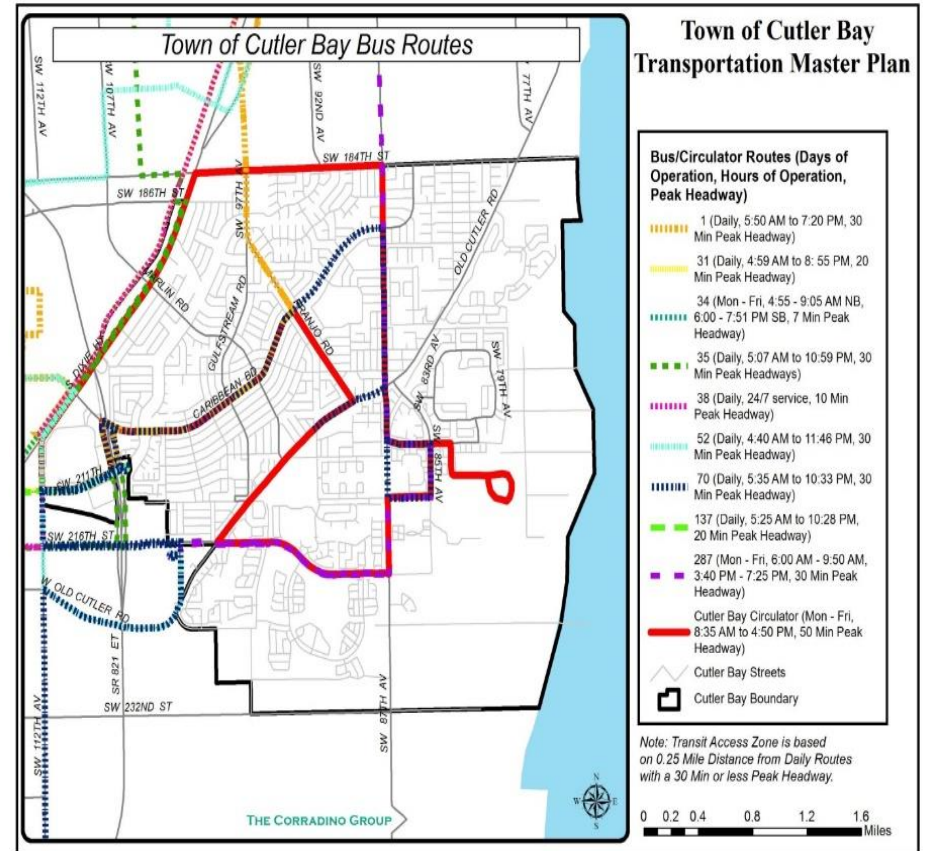 Town of Cutler Bay Bus Routes
SW 112TH AV
SW 107TH AV
SW 92ND AV
77TH AV
SW 184TH ST
SW 186TH ST
SW 97TH AV
OLD CUTLER RD
MARLIN RD
GULFSTREAM RD
FRANJO RD
S DIXIE HY
CARIBBEAN BD
SW 83RD AV
SW 79TH AV
SW 85TH AV
SW 211TH
SW 216TH ST
W OLD CUTLER RD
SR 821 ET
SW 232ND ST
SW 112TH AV
SW 87TH AV
THE CORRADINO GROUP
N
W
E
S
Town of Cutler Bay
Transportation Master Plan
Bus/Circulator Routes (Days of
Operation, Hours of Operation,
Peak Headway)
1 (Daily, 5:50 AM to 7:20 PM, 30
Min Peak Headway)
31 (Daily, 4:59 AM to 8: 55 PM, 20
Min Peak Headway)
34 (Mon - Fri, 4:55 - 9:05 AM NB,
6:00 - 7:51 PM SB, 7 Min Peak
Headway)
35 (Daily, 5:07 AM to 10:59 PM, 30
Min Peak Headways)
38 (Daily, 24/7 service, 10 Min
Peak Headway)
52 (Daily, 4:40 AM to 11:46 PM, 30
Min Peak Headway)
70 (Daily, 5:35 AM to 10:33 PM, 30
Min Peak Headway)
137 (Daily, 5:25 AM to 10:28 PM,
20 Min Peak Headway)
287 (Mon - Fri, 6:00 AM - 9:50 AM,
3:40 PM - 7:25 PM, 30 Min Peak
Headway)
Cutler Bay Circulator (Mon - Fri,
8:35 AM to 4:50 PM, 50 Min Peak
Headway)
Cutler Bay Streets
Cutler Bay Boundary
Note: Transit Access Zone is based
on 0.25 Mile Distance from Daily Routes
with a 30 Min or less Peak Headway.
0 0.2 0.4 0.8 1.2 1.6
Miles